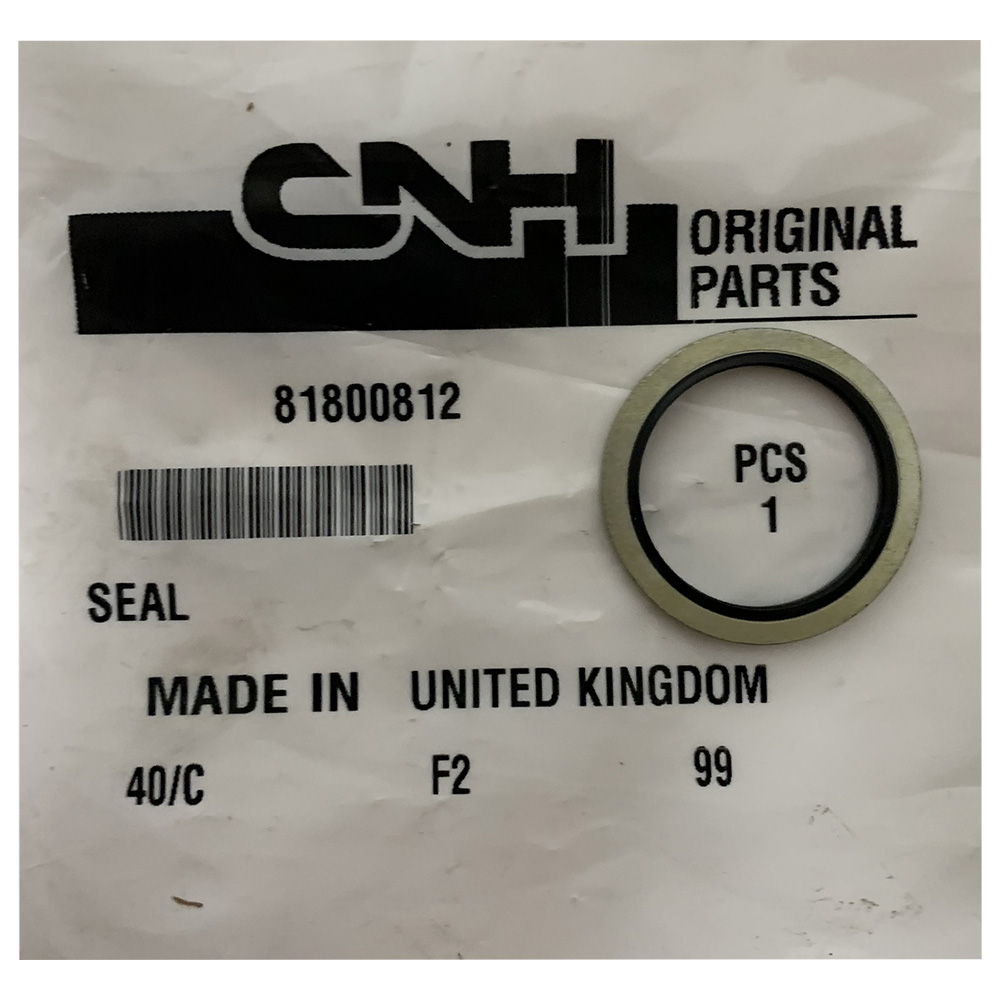 CNH
ORIGINAL
PARTS
81800812
PCS
1
SEAL
MADE IN UNITED KINGDOM
40/C F2 99